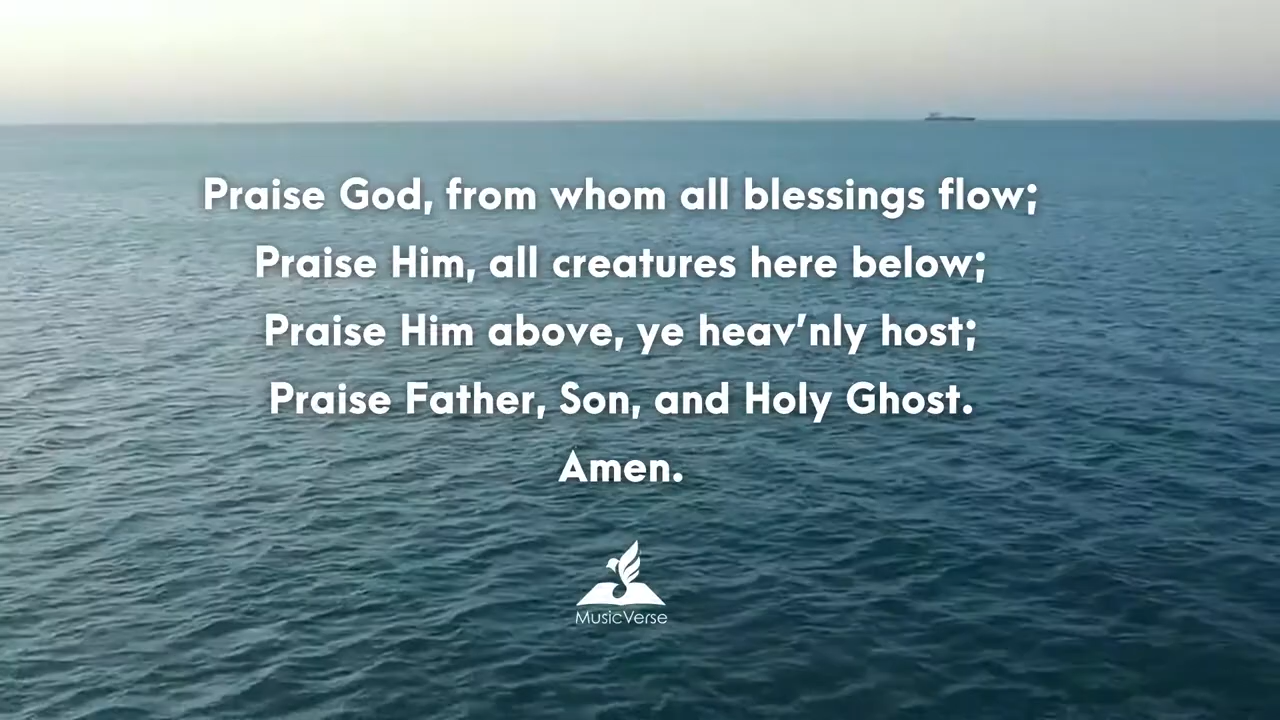 Praise God, from whom all blessings flow;
Praise Him, all creatures here below;
Praise Him above, ye heav’nly host;
Praise Father, Son, and Holy Ghost.
Amen.
MusicVerse